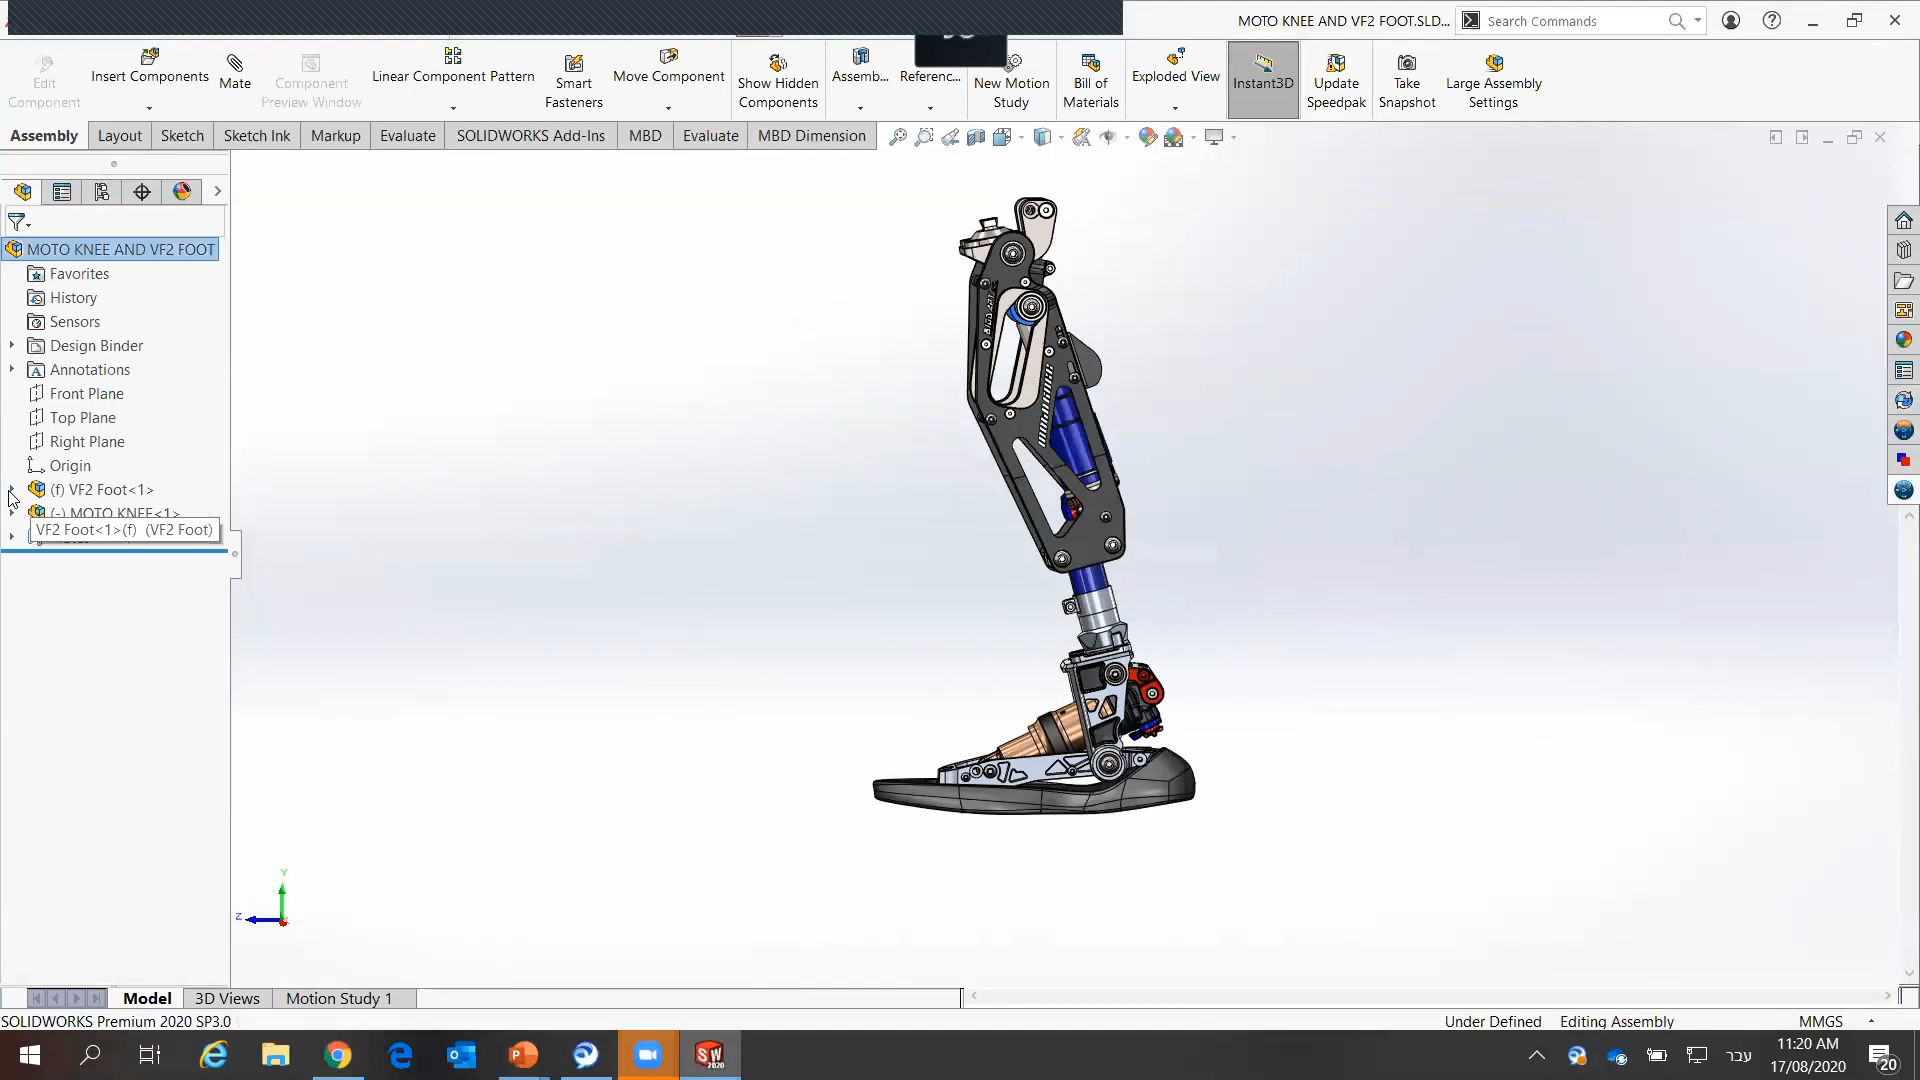 MOTO KNEE AND VF2 FOOT.SLD...
Search Commands
Edit
Component
Insert Components
Mate
Component
Preview Window
Linear Component Pattern
Smart
Fasteners
Move Component
Show Hidden
Components
Assemb...
Referenc...
New Motion
Study
Bill of
Materials
Exploded View
Instant3D
Update
Speedpak
Take
Snapshot
Large Assembly
Settings
Assembly
Layout
Sketch
Sketch Ink
Markup
Evaluate
SOLIDWORKS Add-Ins
MBD
Evaluate
MBD Dimension
MOTO KNEE AND VF2 FOOT
Favorites
History
Sensors
Design Binder
Annotations
Front Plane
Top Plane
Right Plane
Origin
(f) VF2 Foot<1>
(-) MOTO KNEE<1>
VF2 Foot<1>(f) (VF2 Foot)
Y
Z
Model
3D Views
Motion Study 1
SOLIDWORKS Premium 2020 SP3.0
Under Defined
Editing Assembly
MMGS
SW
2020
עבר
11:20 AM
17/08/2020
20